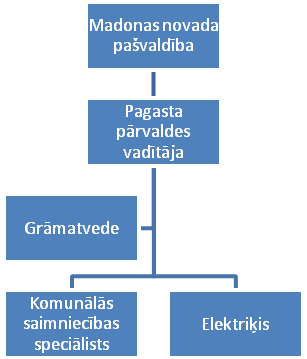 Madonas novada
pašvaldība
Pagasta
pārvaldes
vadītāja
Grāmatvede
Komunālās
saimniecības
speciālists
Elektriķis